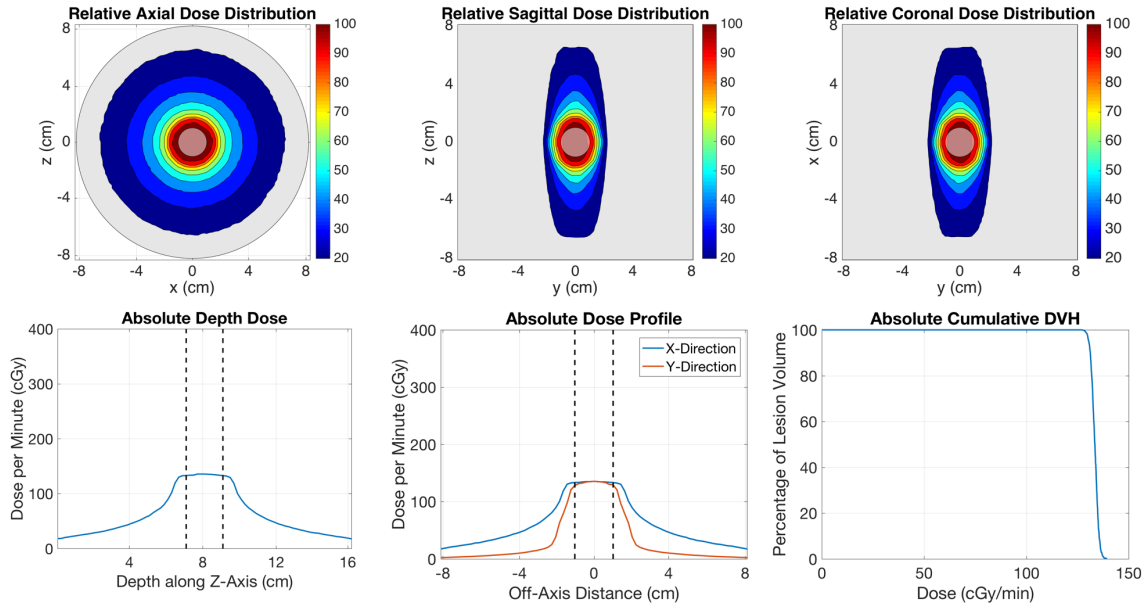 Relative Axial Dose Distribution
8
4
0
-4
-8
z (cm)
-8 -4 0 4 8
x (cm)
100
90
80
70
60
50
40
30
20
Relative Sagittal Dose Distribution
8
4
0
-4
-8
z (cm)
-8 -4 0 4 8
y (cm)
100
90
80
70
60
50
40
30
20
Relative Coronal Dose Distribution
8
4
0
-4
-8
x (cm)
-8 -4 0 4 8
y (cm)
100
90
80
70
60
50
40
30
20
Absolute Depth Dose
400
300
200
100
0
Dose per Minute (cGy)
4 8 12 16
Depth along Z-Axis (cm)
Absolute Dose Profile
X-Direction
Y-Direction
400
300
200
100
0
Dose per Minute (cGy)
-8 -4 0 4 8
Off-Axis Distance (cm)
Absolute Cumulative DVH
100
80
60
40
20
0
Percentage of Lesion Volume
0 50 100 150
Dose (cGy/min)